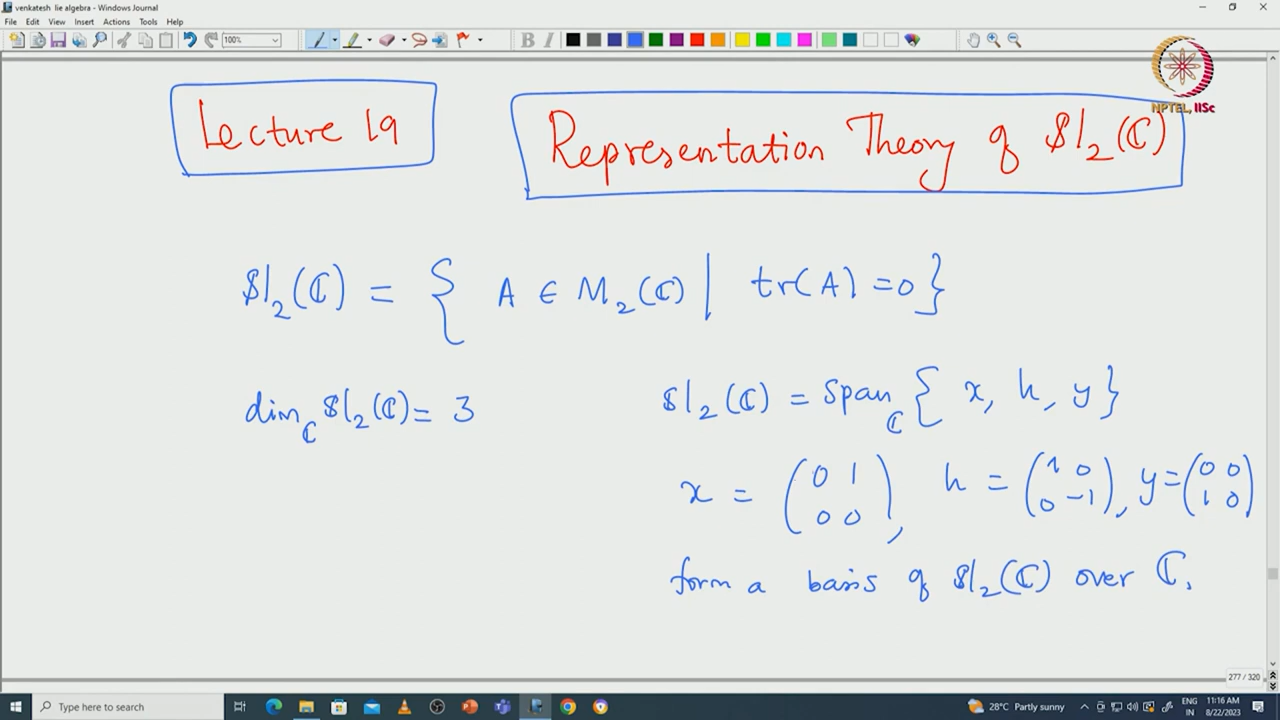 venkatesh lie algebra - Windows Journal
File Edit View Insert Actions Tools Help
100%
B I
NPTEL, IISc
Lecture 19
Representation Theory of 𝔰l₂(ℂ)
𝔰l₂(ℂ) = { A ∈ M₂(ℂ) | tr(A) = 0 }
dim_ℂ 𝔰l₂(ℂ) = 3
𝔰l₂(ℂ) = Span_ℂ { x, h, y }
x = (0 1; 0 0), h = (1 0; 0 -1), y = (0 0; 1 0)
form a basis of 𝔰l₂(ℂ) over ℂ.
277 / 320
Type here to search
28°C Partly sunny
ENG
IN
11:16 AM
8/22/2023